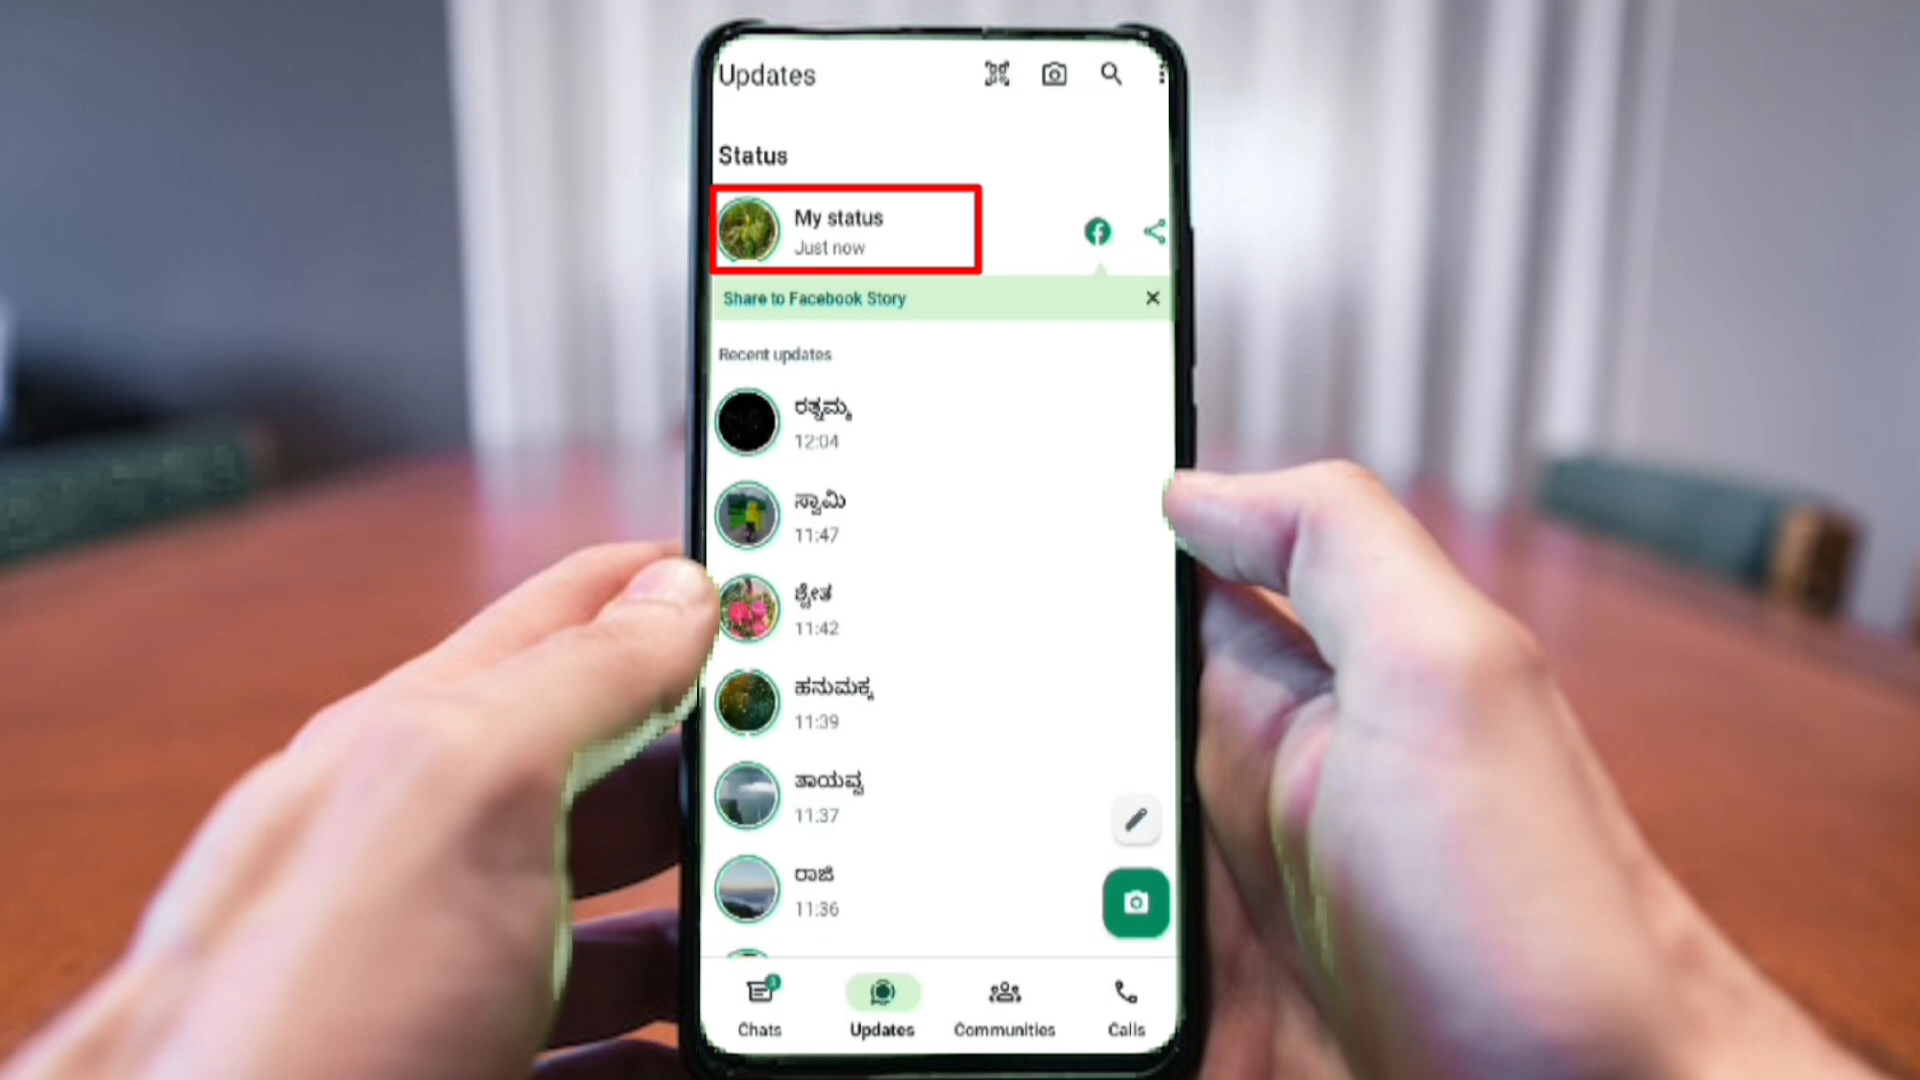 Updates
Status
My status
Just now
Share to Facebook Story
Recent updates
ರತ್ನಮ್ಮ
12:04
ಸ್ವಾಮಿ
11:47
ಶ್ವೇತ
11:42
ಹನುಮಕ್ಕ
11:39
ತಾಯವ್ವ
11:37
ರಾಜಿ
11:36
Chats
Updates
Communities
Calls